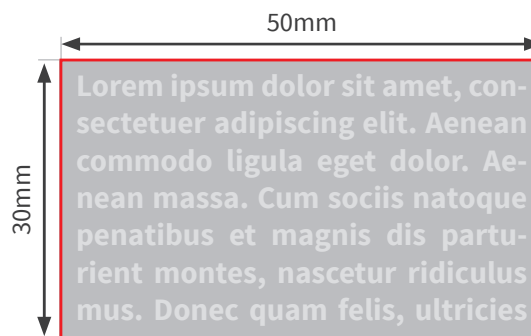 50mm
30mm
Lorem ipsum dolor sit amet, con-
sectetuer adipiscing elit. Aenean
commodo ligula eget dolor. Ae-
nean massa. Cum sociis natoque
penatibus et magnis dis partu-
rient montes, nascetur ridiculus
mus. Donec quam felis, ultricies